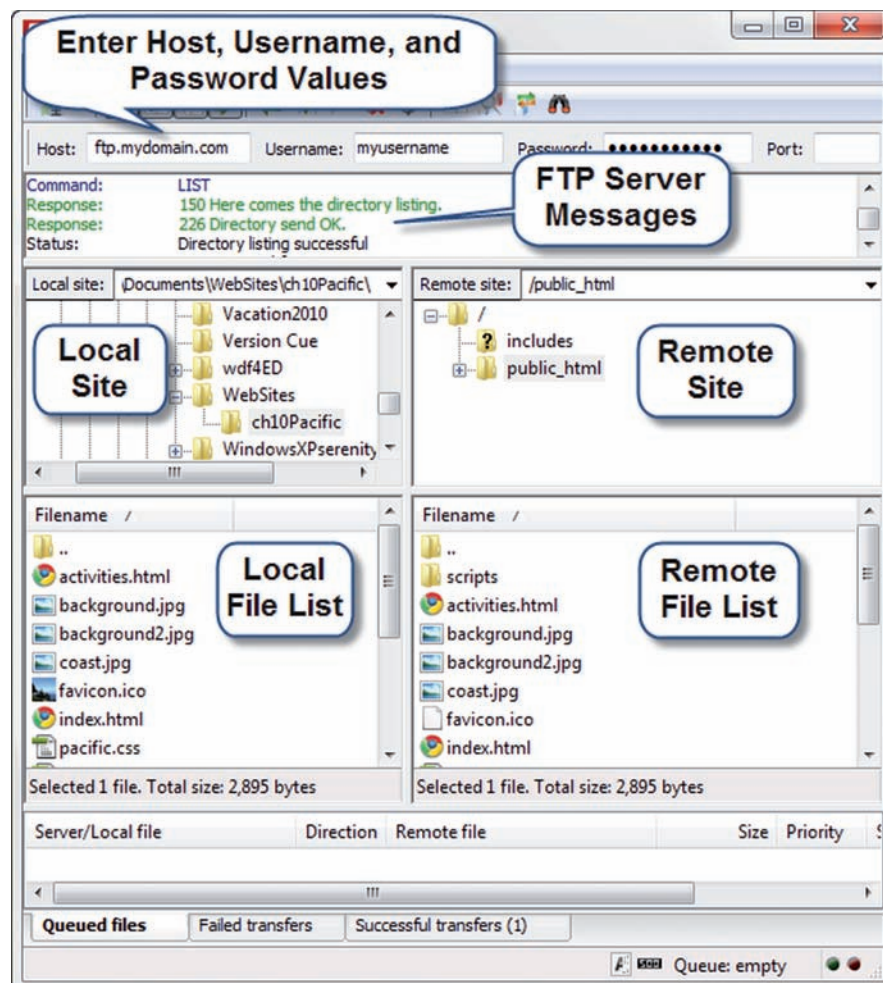 Enter Host, Username, and
Password Values
Host: ftp.mydomain.com Username: myusername Password: ●●●●●●●●●●● Port:
FTP Server
Messages
Command: LIST
Response: 150 Here comes the directory listing.
Response: 226 Directory send OK.
Status: Directory listing successful
Local site: \Documents\WebSites\ch10Pacific\
Vacation2010
Version Cue
wdf4ED
WebSites
ch10Pacific
WindowsXPserenity
Local
Site
Remote site: /public_html
/
includes
public_html
Remote
Site
Filename /
..
activities.html
background.jpg
background2.jpg
coast.jpg
favicon.ico
index.html
pacific.css
Local
File List
Selected 1 file. Total size: 2,895 bytes
Filename /
..
scripts
activities.html
background.jpg
background2.jpg
coast.jpg
favicon.ico
index.html
Remote
File List
Selected 1 file. Total size: 2,895 bytes
Server/Local file Direction Remote file Size Priority
Queued files Failed transfers Successful transfers (1)
Queue: empty